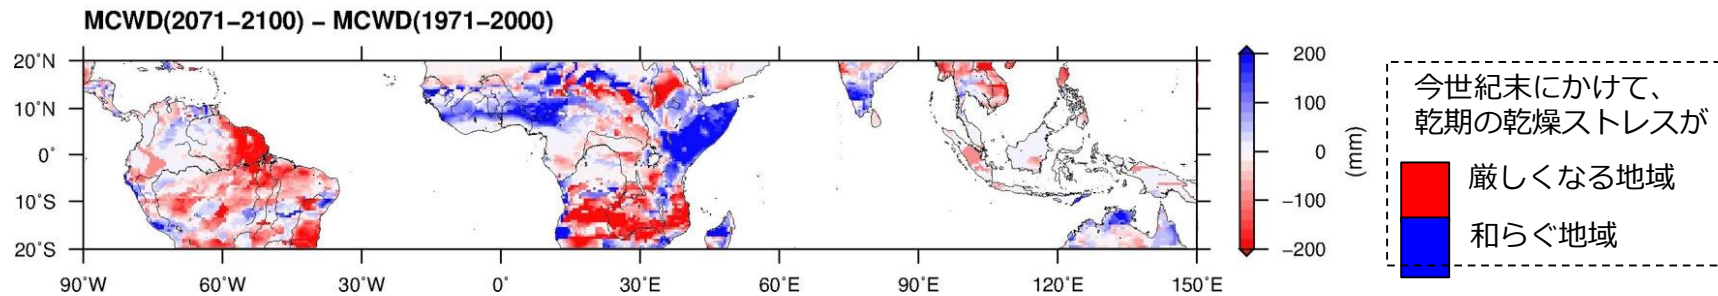 MCWD(2071−2100) − MCWD(1971−2000)
20˚N
10˚N
0˚
10˚S
20˚S
90˚W
60˚W
30˚W
0˚
30˚E
60˚E
90˚E
120˚E
150˚E
200
100
0
−100
−200
(mm)
今世紀末にかけて、
乾期の乾燥ストレスが
厳しくなる地域
和らぐ地域